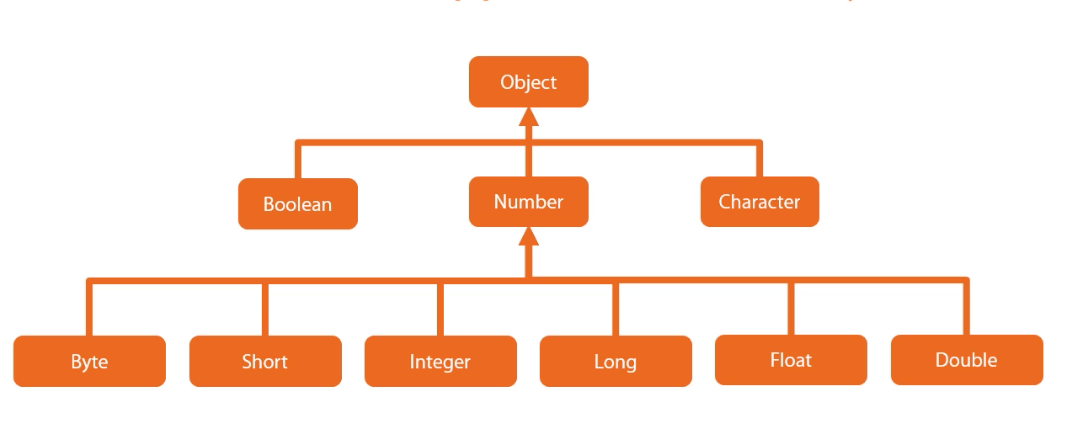 Object
Boolean
Number
Character
Byte
Short
Integer
Long
Float
Double